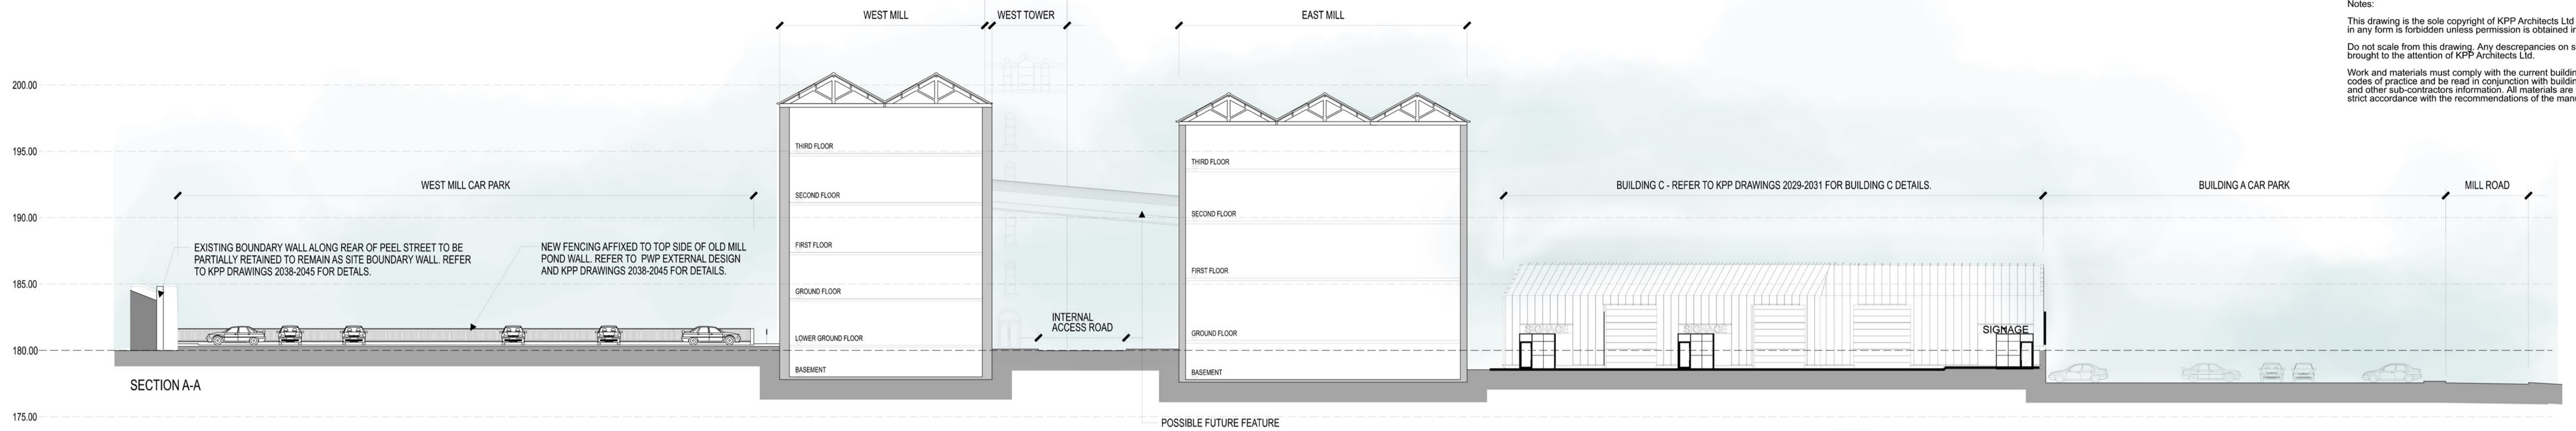 WEST MILL
WEST TOWER
EAST MILL
Notes:
This drawing is the sole copyright of KPP Architects Ltd
in any form is forbidden unless permission is obtained in
Do not scale from this drawing. Any descrepancies on s
brought to the attention of KPP Architects Ltd.
Work and materials must comply with the current buildin
codes of practice and be read in conjunction with buildin
and other sub-contractors information. All materials are
strict accordance with the recommendations of the man
200.00
195.00
190.00
185.00
180.00
175.00
WEST MILL CAR PARK
EXISTING BOUNDARY WALL ALONG REAR OF PEEL STREET TO BE
PARTIALLY RETAINED TO REMAIN AS SITE BOUNDARY WALL. REFER
TO KPP DRAWINGS 2038-2045 FOR DETALS.
NEW FENCING AFFIXED TO TOP SIDE OF OLD MILL
POND WALL. REFER TO PWP EXTERNAL DESIGN
AND KPP DRAWINGS 2038-2045 FOR DETAILS.
THIRD FLOOR
SECOND FLOOR
FIRST FLOOR
GROUND FLOOR
LOWER GROUND FLOOR
BASEMENT
INTERNAL
ACCESS ROAD
THIRD FLOOR
SECOND FLOOR
FIRST FLOOR
GROUND FLOOR
BASEMENT
POSSIBLE FUTURE FEATURE
BUILDING C - REFER TO KPP DRAWINGS 2029-2031 FOR BUILDING C DETAILS.
SIGNAGE
SIGNAGE
SIGNAGE
BUILDING A CAR PARK
MILL ROAD
SECTION A-A